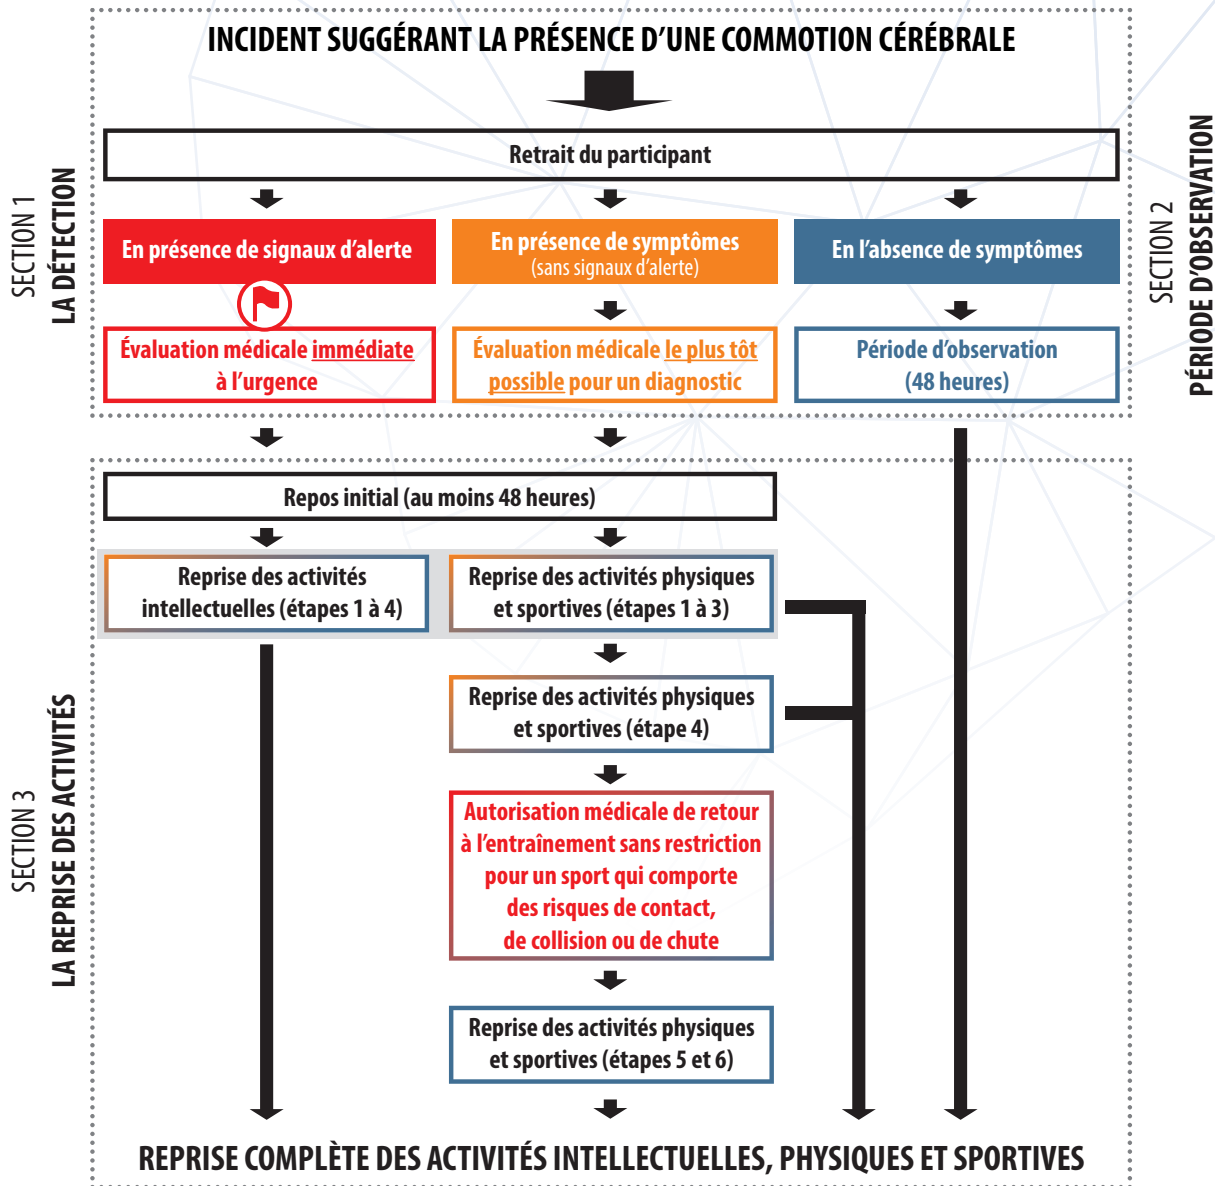 INCIDENT SUGGÉRANT LA PRÉSENCE D’UNE COMMOTION CÉRÉBRALE
Retrait du participant
SECTION 1
LA DÉTECTION
En présence de signaux d’alerte
En présence de symptômes
(sans signaux d’alerte)
En l’absence de symptômes
SECTION 2
PÉRIODE D’OBSERVATION
Évaluation médicale immédiate
à l’urgence
Évaluation médicale le plus tôt
possible pour un diagnostic
Période d’observation
(48 heures)
Repos initial (au moins 48 heures)
Reprise des activités
intellectuelles (étapes 1 à 4)
Reprise des activités physiques
et sportives (étapes 1 à 3)
SECTION 3
LA REPRISE DES ACTIVITÉS
Reprise des activités physiques
et sportives (étape 4)
Autorisation médicale de retour
à l’entraînement sans restriction
pour un sport qui comporte
des risques de contact,
de collision ou de chute
Reprise des activités physiques
et sportives (étapes 5 et 6)
REPRISE COMPLÈTE DES ACTIVITÉS INTELLECTUELLES, PHYSIQUES ET SPORTIVES